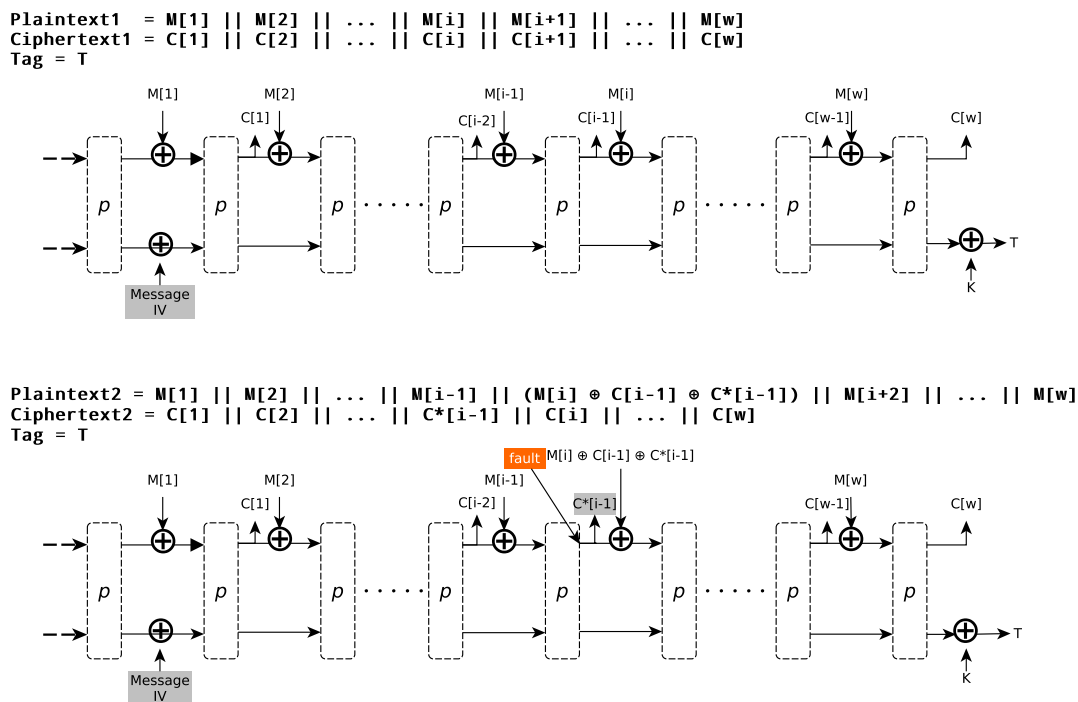 Plaintext1 = M[1] || M[2] || ... || M[i] || M[i+1] || ... || M[w]
Ciphertext1 = C[1] || C[2] || ... || C[i] || C[i+1] || ... || C[w]
Tag = T
M[1] M[2] M[i-1] M[i] M[w]
C[1] C[i-2] C[i-1] C[w-1] C[w]
p p p p p p p p
T
Message
IV
K
Plaintext2 = M[1] || M[2] || ... || M[i-1] || (M[i] ⊕ C[i-1] ⊕ C*[i-1]) || M[i+2] || ... || M[w]
Ciphertext2 = C[1] || C[2] || ... || C*[i-1] || C[i] || ... || C[w]
Tag = T
fault M[i] ⊕ C[i-1] ⊕ C*[i-1]
M[1] M[2] M[i-1] M[w]
C[1] C[i-2] C*[i-1] C[w-1] C[w]
p p p p p p p p
T
Message
IV
K